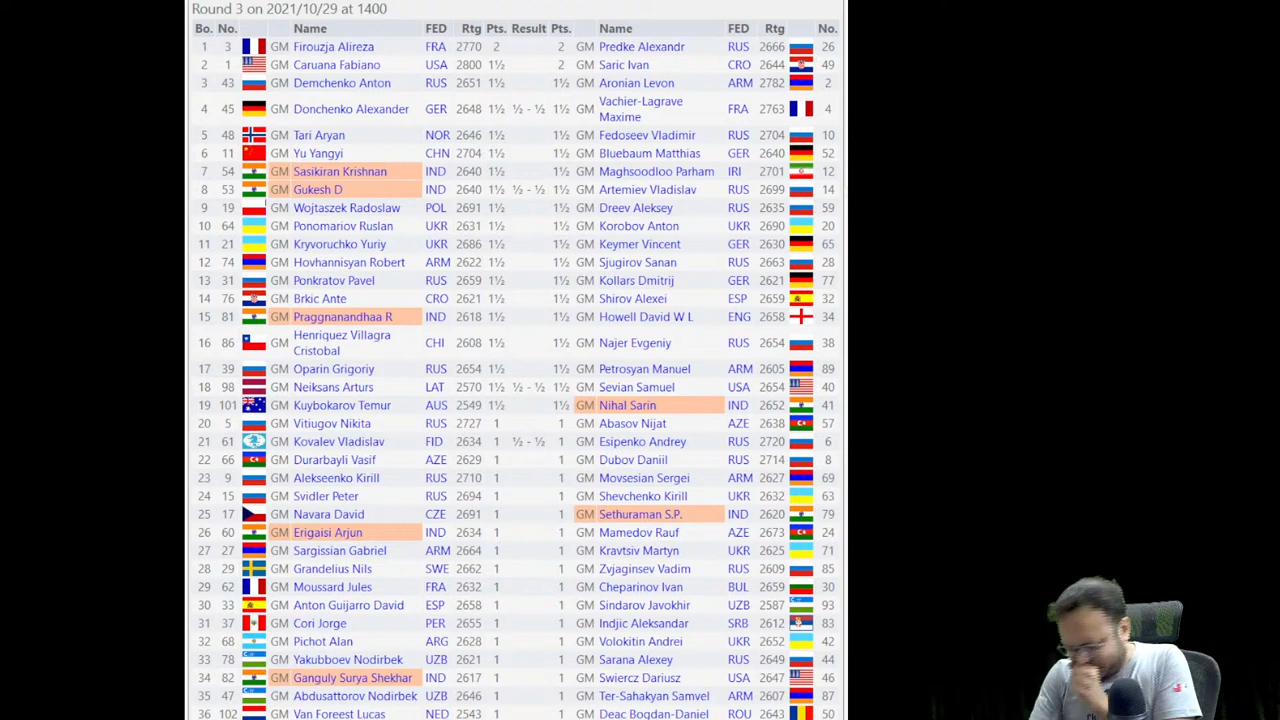 Round 3 on 2021/10/29 at 1400
Bo. No. Name FED Rtg Pts. Result Pts. Name FED Rtg No.
1 3 GM Firouzja Alireza FRA 2770 2 2 GM Predke Alexandr RUS 2666 26
2 1 GM Caruana Fabiano USA 2800 1½ 2 GM Saric Ivan CRO 2644 49
3 43 GM Demchenko Anton RUS 2651 1½ 1½ GM Aronian Levon ARM 2782 2
4 45 GM Donchenko Alexander GER 2648 1½ ½ - ½ 1½ GM Vachier-Lagrave Maxime FRA 2763 4
5 48 GM Tari Aryan NOR 2646 1½ 1½ GM Fedoseev Vladimir RUS 2704 10
6 11 GM Yu Yangyi CHN 2704 1½ 1½ GM Bluebaum Matthias GER 2640 52
7 54 GM Sasikiran Krishnan IND 2640 1½ 1½ GM Maghsoodloo Parham IRI 2701 12
8 53 GM Gukesh D IND 2640 1½ ½ - ½ 1½ GM Artemiev Vladislav RUS 2699 14
9 19 GM Wojtaszek Radoslaw POL 2691 1½ 1½ GM Dreev Aleksey RUS 2635 59
10 64 GM Ponomariov Ruslan UKR 2631 1½ 1½ GM Korobov Anton UKR 2690 20
11 21 GM Kryvoruchko Yuriy UKR 2686 1½ 1½ GM Keymer Vincent GER 2630 65
12 74 GM Hovhannisyan Robert ARM 2622 1½ 1½ GM Sjugirov Sanan RUS 2663 28
13 31 GM Ponkratov Pavel RUS 2659 1½ 1½ GM Kollars Dmitrij GER 2621 77
14 76 GM Brkic Ante CRO 2621 1½ 1½ GM Shirov Alexei ESP 2659 32
15 81 GM Praggnanandhaa R IND 2618 1½ 1½ GM Howell David W L ENG 2658 34
16 86 GM Henriquez Villagra Cristobal CHI 2608 1½ 1½ GM Najer Evgeniy RUS 2654 38
17 39 GM Oparin Grigoriy RUS 2654 1½ 1½ GM Petrosyan Manuel ARM 2605 89
18 98 GM Neiksans Arturs LAT 2570 1½ ½ - ½ 1½ GM Sevian Samuel USA 2654 40
19 101 GM Kuybokarov Temur AUS 2549 1½ 1½ GM Nihal Sarin IND 2652 41
20 5 GM Vitiugov Nikita RUS 2727 1 1 GM Abasov Nijat AZE 2638 57
21 61 GM Kovalev Vladislav FID 2634 1 ½ - ½ 1 GM Esipenko Andrey RUS 2720 6
22 66 GM Durarbayli Vasif AZE 2629 1 1 GM Dubov Daniil RUS 2714 8
23 9 GM Alekseenko Kirill RUS 2710 1 1 GM Movsesian Sergei ARM 2627 69
24 15 GM Svidler Peter RUS 2694 1 1 GM Shevchenko Kirill UKR 2632 63
25 17 GM Navara David CZE 2691 1 1 GM Sethuraman S.P. IND 2620 79
26 60 GM Erigaisi Arjun IND 2634 1 1 GM Mamedov Rauf AZE 2673 24
27 27 GM Sargissian Gabriel ARM 2664 1 1 GM Kravtsiv Martyn UKR 2625 71
28 29 GM Grandelius Nils SWE 2662 1 1 GM Zvjaginsev Vadim RUS 2609 85
29 62 GM Moussard Jules FRA 2632 1 1 GM Cheparinov Ivan BUL 2659 30
30 33 GM Anton Guijarro David ESP 2658 1 1 GM Sindarov Javokhir UZB 2587 93
31 37 GM Cori Jorge PER 2655 1 1 GM Indjic Aleksandar SRB 2612 83
32 68 GM Pichot Alan ARG 2628 1 1 GM Volokitin Andrei UKR 2652 42
33 78 GM Yakubboev Nodirbek UZB 2621 1 1 GM Sarana Alexey RUS 2649 44
34 82 GM Ganguly Surya Shekhar IND 2617 1 1 GM Swiercz Dariusz USA 2647 46
35 47 GM Abdusattorov Nodirbek UZB 2646 1 1 GM Ter-Sahakyan Samvel ARM 2607 87
36 102 GM Van Foreest Lucas NED 2543 1 1 GM Deac Bogdan-Daniel ROU 2643 50